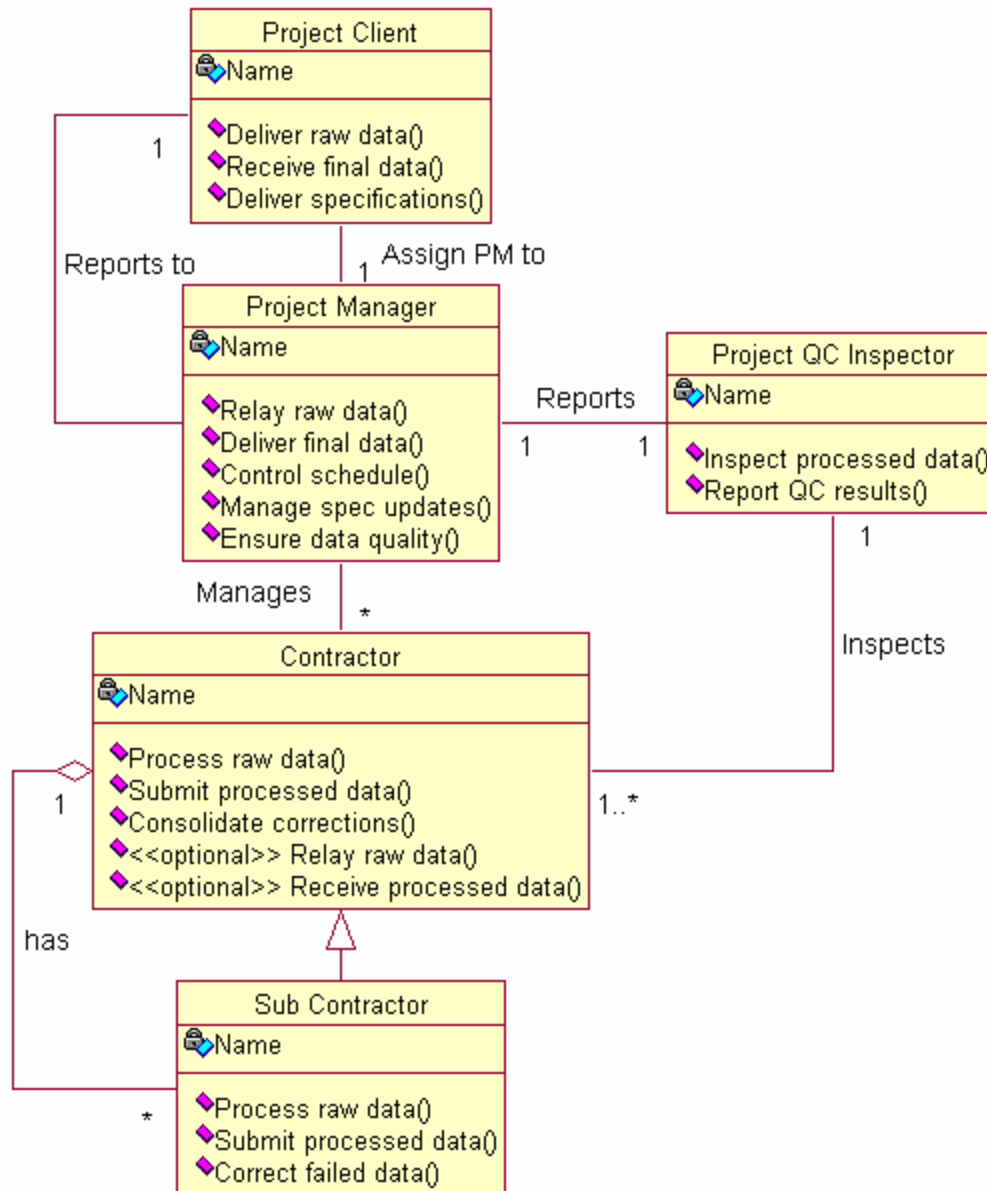 Project Client
Name
Deliver raw data()
Receive final data()
Deliver specifications()
1
Reports to
Assign PM to
1
Project Manager
Name
Relay raw data()
Deliver final data()
Control schedule()
Manage spec updates()
Ensure data quality()
Reports
1
1
Project QC Inspector
Name
Inspect processed data()
Report QC results()
1
Inspects
1..*
Manages
*
Contractor
Name
Process raw data()
Submit processed data()
Consolidate corrections()
<<optional>> Relay raw data()
<<optional>> Receive processed data()
1
has
*
Sub Contractor
Name
Process raw data()
Submit processed data()
Correct failed data()